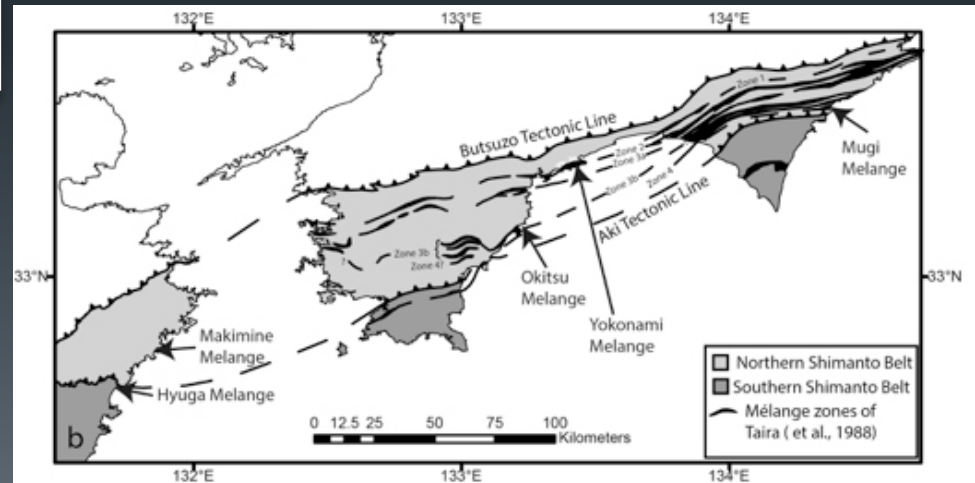 132°E 133°E 134°E
Zone 1
Butsuzo Tectonic Line
Zone 2
Zone 3a
Mugi
Melange
Zone 3b
Zone 4
Aki Tectonic Line
Zone 3b
Zone 4?
?
33°N 33°N
Okitsu
Melange
Yokonami
Melange
Makimine
Melange
Hyuga Melange
Northern Shimanto Belt
Southern Shimanto Belt
Mélange zones of
Taira ( et al., 1988)
0 12.5 25 50 75 100
Kilometers
b
132°E 133°E 134°E